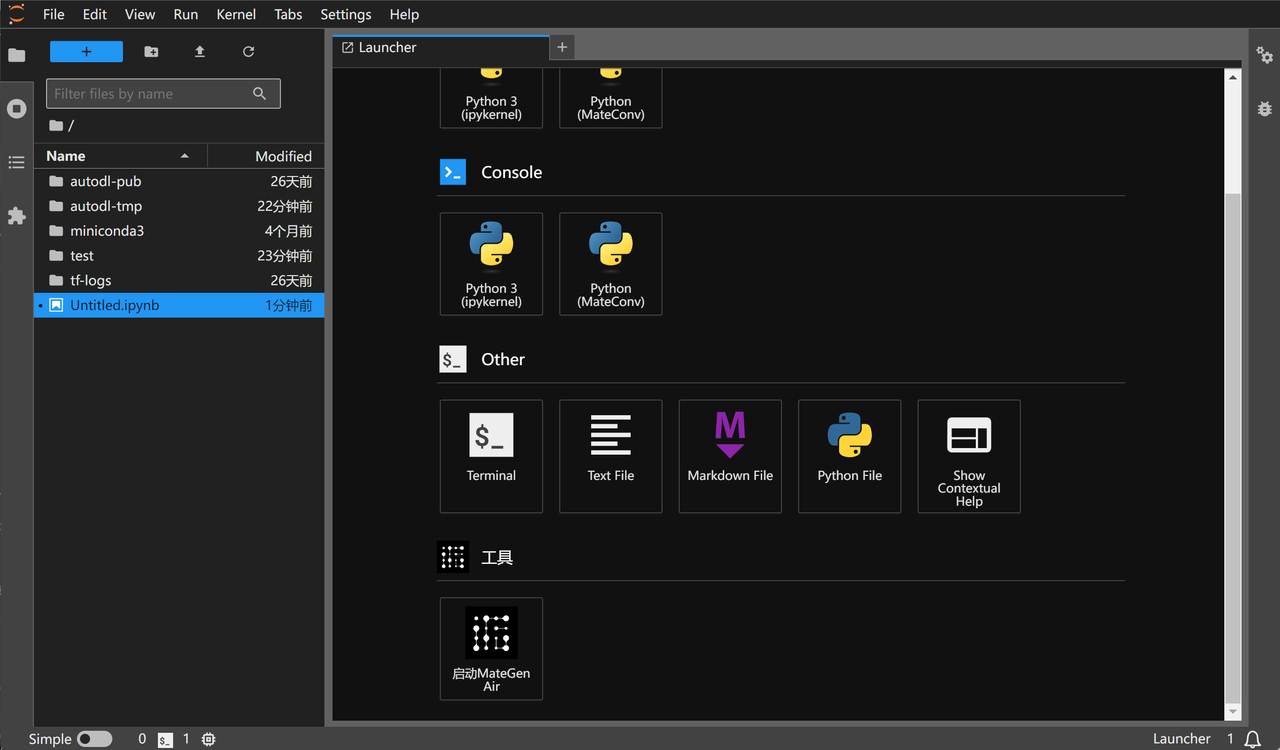 File Edit View Run Kernel Tabs Settings Help
Launcher
Filter files by name
/
Name Modified
autodl-pub 26天前
autodl-tmp 22分钟前
miniconda3 4个月前
test 23分钟前
tf-logs 26天前
Untitled.ipynb 1分钟前
Python 3
(ipykernel)
Python
(MateConv)
Console
Python 3
(ipykernel)
Python
(MateConv)
$_ Other
$_
Terminal
Text File
M
Markdown File
Python File
Show
Contextual
Help
工具
启动MateGen
Air
Simple 0 $_ 1 Launcher 1